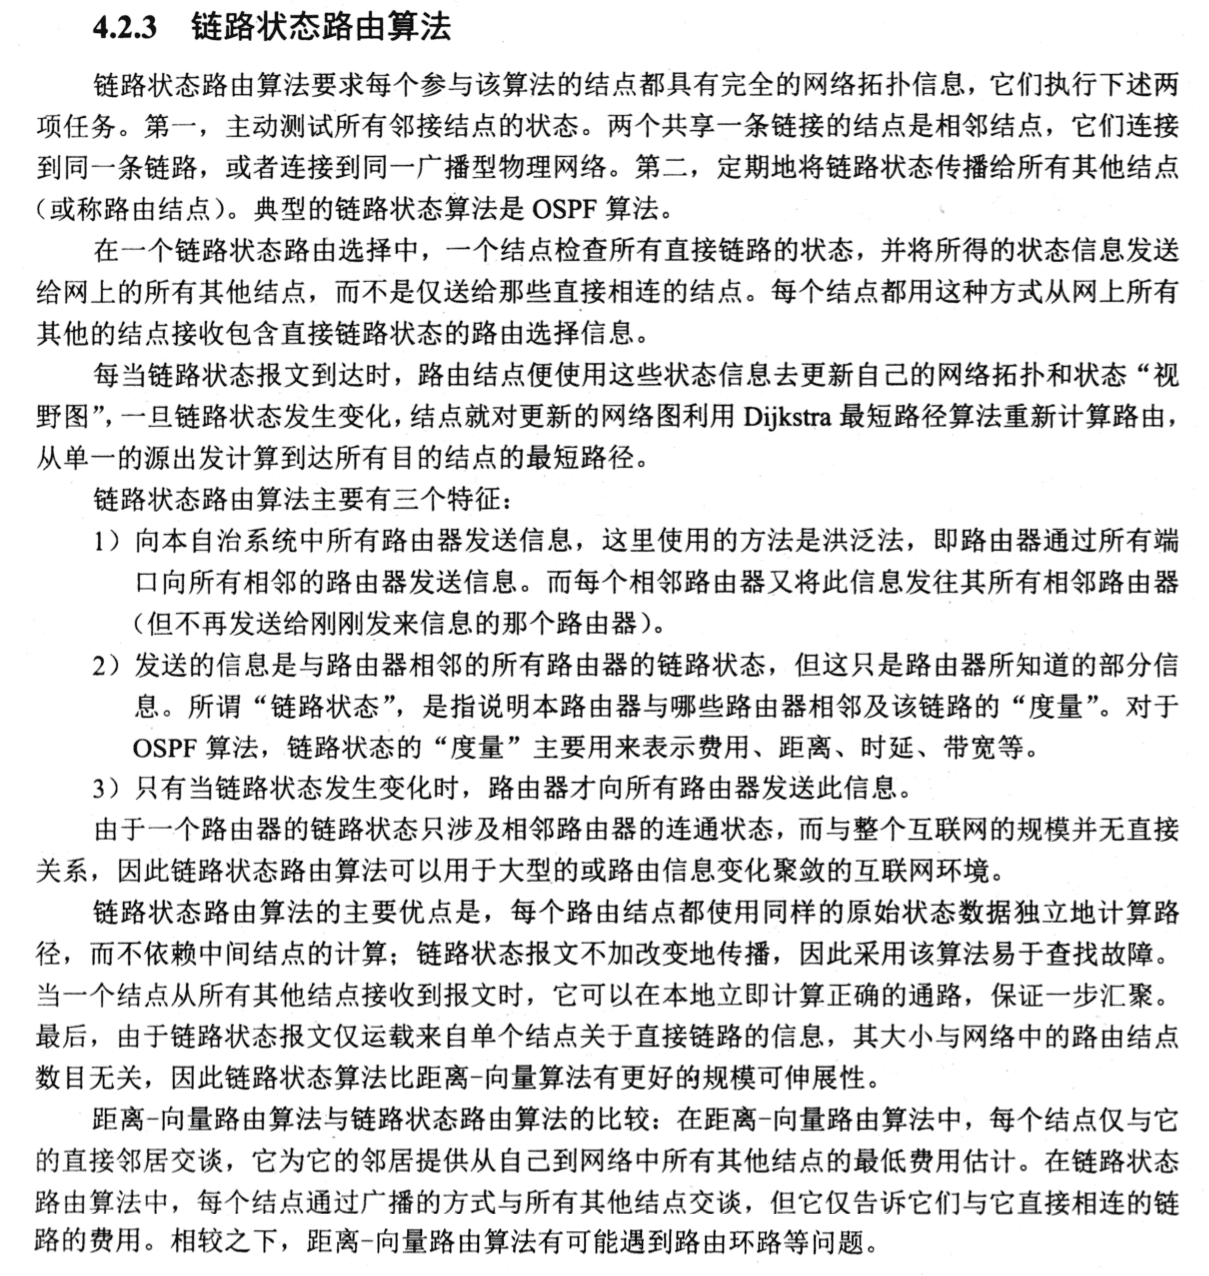 4.2.3 链路状态路由算法
链路状态路由算法要求每个参与该算法的结点都具有完全的网络拓扑信息，它们执行下述两
项任务。第一，主动测试所有邻接结点的状态。两个共享一条链接的结点是相邻结点，它们连接
到同一条链路，或者连接到同一广播型物理网络。第二，定期地将链路状态传播给所有其他结点
（或称路由结点）。典型的链路状态算法是 OSPF 算法。
在一个链路状态路由选择中，一个结点检查所有直接链路的状态，并将所得的状态信息发送
给网上的所有其他结点，而不是仅送给那些直接相连的结点。每个结点都用这种方式从网上所有
其他的结点接收包含直接链路状态的路由选择信息。
每当链路状态报文到达时，路由结点便使用这些状态信息去更新自己的网络拓扑和状态“视
野图”，一旦链路状态发生变化，结点就对更新的网络图利用 Dijkstra 最短路径算法重新计算路由，
从单一的源出发计算到达所有目的结点的最短路径。
链路状态路由算法主要有三个特征：
1）向本自治系统中所有路由器发送信息，这里使用的方法是洪泛法，即路由器通过所有端
口向所有相邻的路由器发送信息。而每个相邻路由器又将此信息发往其所有相邻路由器
（但不再发送给刚刚发来信息的那个路由器）。
2）发送的信息是与路由器相邻的所有路由器的链路状态，但这只是路由器所知道的部分信
息。所谓“链路状态”，是指说明本路由器与哪些路由器相邻及该链路的“度量”。对于
OSPF 算法，链路状态的“度量”主要用来表示费用、距离、时延、带宽等。
3）只有当链路状态发生变化时，路由器才向所有路由器发送此信息。
由于一个路由器的链路状态只涉及相邻路由器的连通状态，而与整个互联网的规模并无直接
关系，因此链路状态路由算法可以用于大型的或路由信息变化聚敛的互联网环境。
链路状态路由算法的主要优点是，每个路由结点都使用同样的原始状态数据独立地计算路
径，而不依赖中间结点的计算；链路状态报文不加改变地传播，因此采用该算法易于查找故障。
当一个结点从所有其他结点接收到报文时，它可以在本地立即计算正确的通路，保证一步汇聚。
最后，由于链路状态报文仅运载来自单个结点关于直接链路的信息，其大小与网络中的路由结点
数目无关，因此链路状态算法比距离-向量算法有更好的规模可伸展性。
距离-向量路由算法与链路状态路由算法的比较：在距离-向量路由算法中，每个结点仅与它
的直接邻居交谈，它为它的邻居提供从自己到网络中所有其他结点的最低费用估计。在链路状态
路由算法中，每个结点通过广播的方式与所有其他结点交谈，但它仅告诉它们与它直接相连的链
路的费用。相较之下，距离-向量路由算法有可能遇到路由环路等问题。